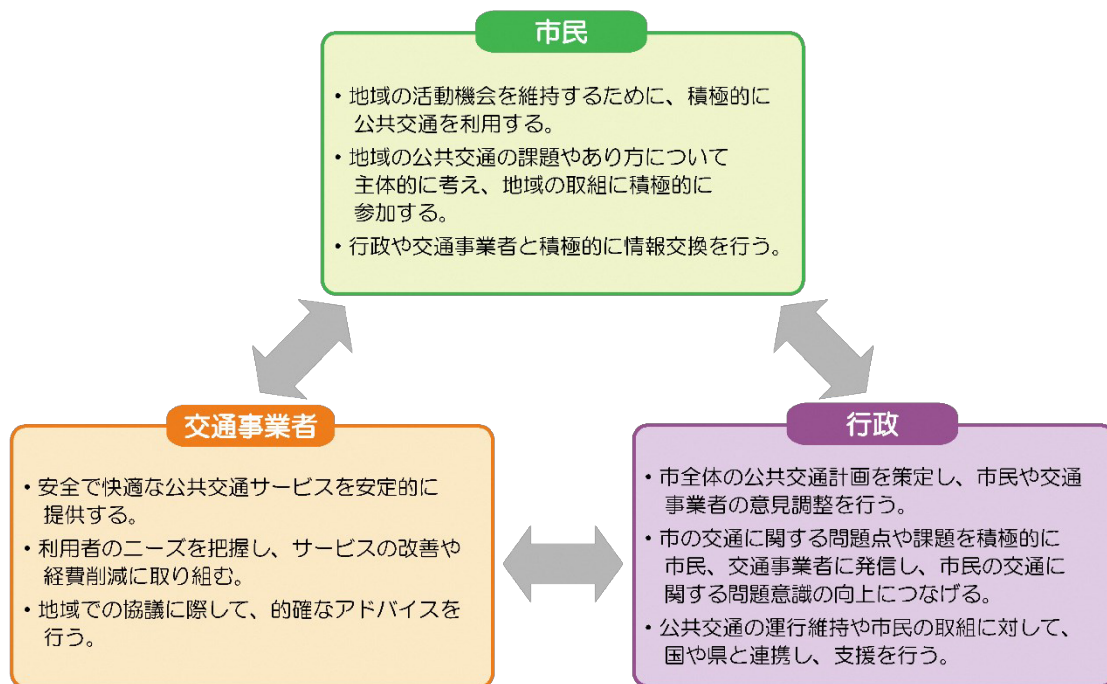 市民
・地域の活動機会を維持するために、積極的に
公共交通を利用する。
・地域の公共交通の課題やあり方について
主体的に考え、地域の取組に積極的に
参加する。
・行政や交通事業者と積極的に情報交換を行う。
交通事業者
・安全で快適な公共交通サービスを安定的に
提供する。
・利用者のニーズを把握し、サービスの改善や
経費削減に取り組む。
・地域での協議に際して、的確なアドバイスを
行う。
行政
・市全体の公共交通計画を策定し、市民や交通
事業者の意見調整を行う。
・市の交通に関する問題点や課題を積極的に
市民、交通事業者に発信し、市民の交通に
関する問題意識の向上につなげる。
・公共交通の運行維持や市民の取組に対して、
国や県と連携し、支援を行う。